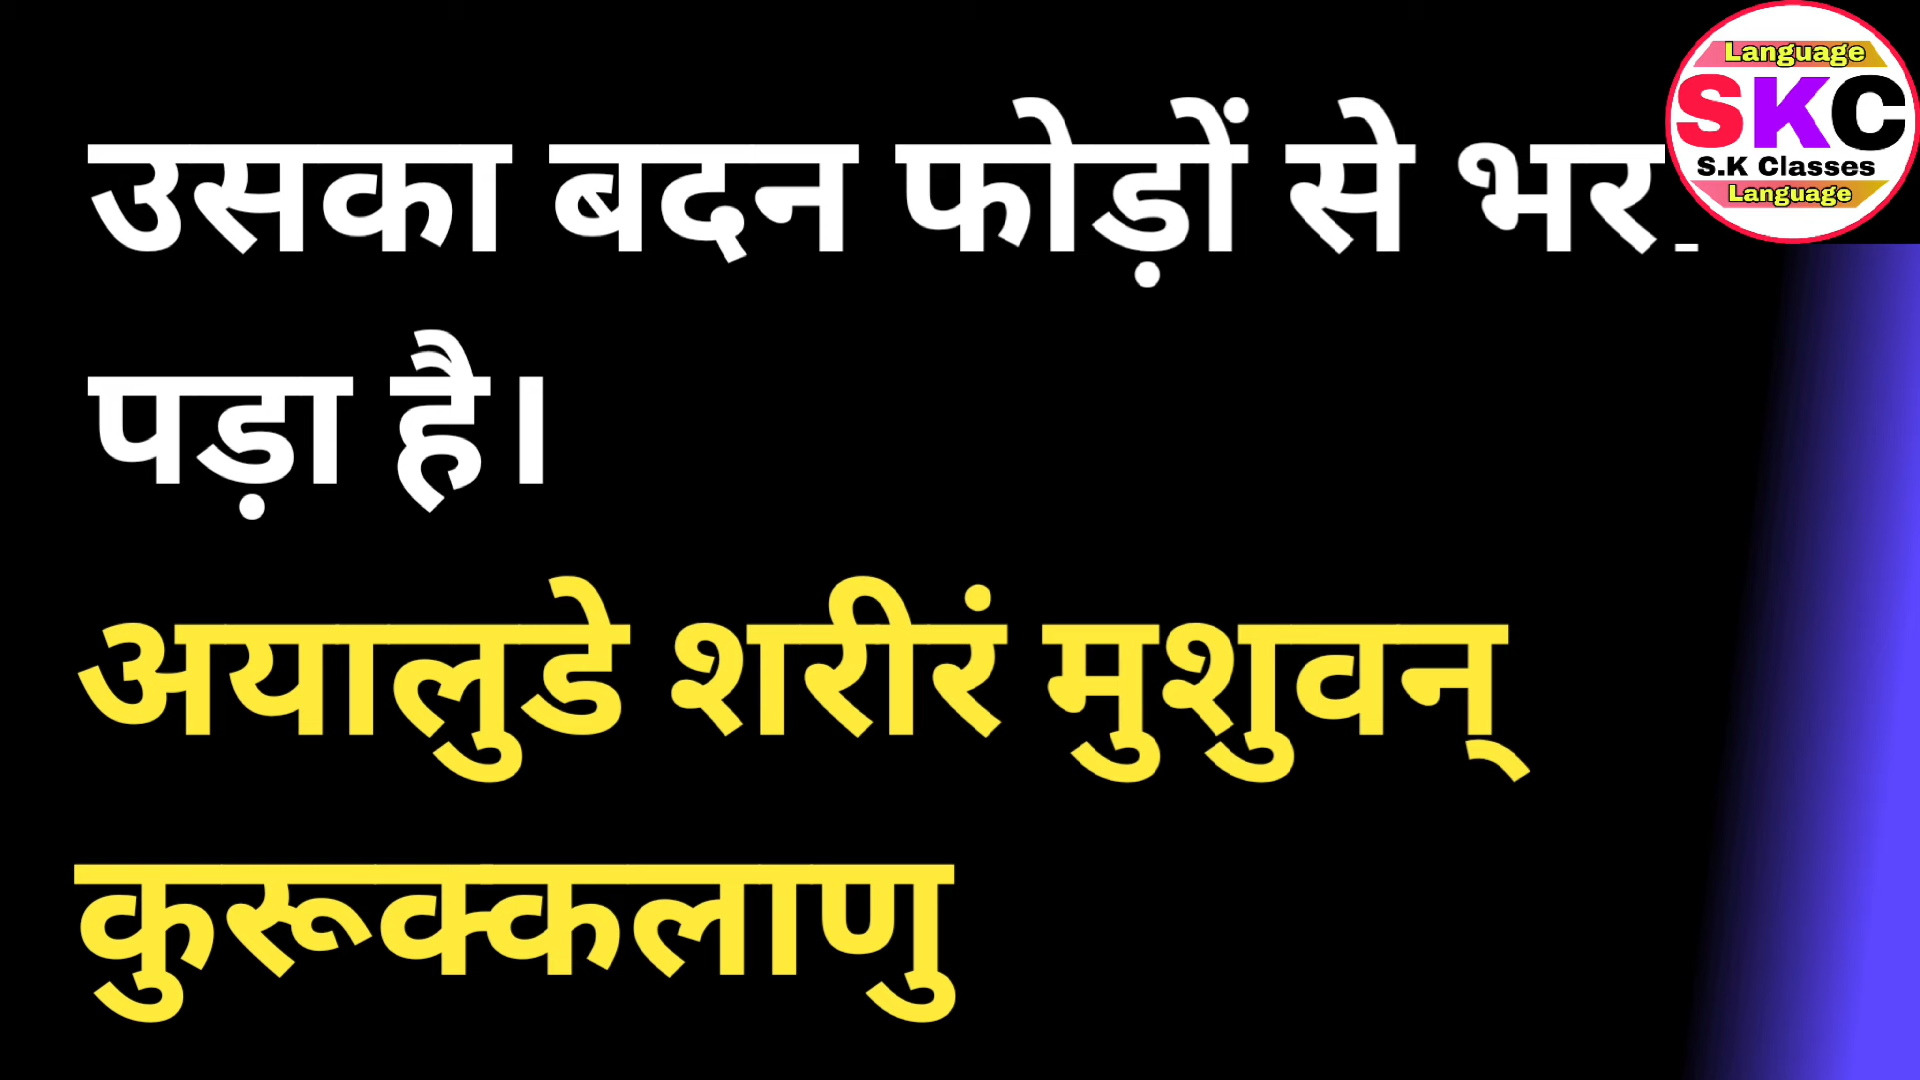 उसका बदन फोड़ों से भर
पड़ा है।
अयालुडे शरीरं मुशुवन्
कुरूक्कलाणु
Language
SKC
S.K Classes
Language